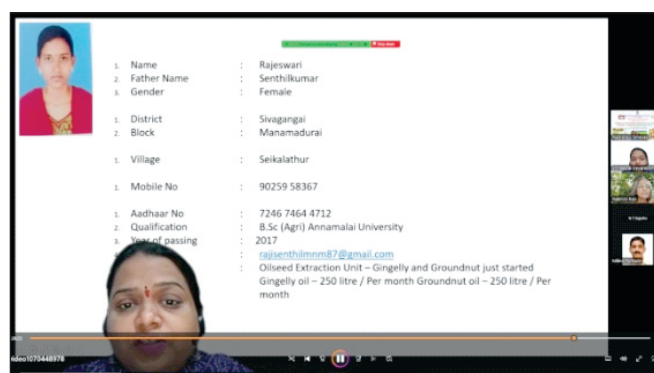 1. Name : Rajeswari
2. Father Name : Senthilkumar
3. Gender : Female
1. District : Sivagangai
2. Block : Manamadurai
1. Village : Seikalathur
1. Mobile No : 90259 58367
1. Aadhaar No : 7246 7464 4712
2. Qualification : B.Sc (Agri) Annamalai University
3. Year of passing : 2017
: rajisenthilmnm87@gmail.com
: Oilseed Extraction Unit – Gingelly and Groundnut just started
Gingelly oil – 250 litre / Per month Groundnut oil – 250 litre / Per
month
video1070448978